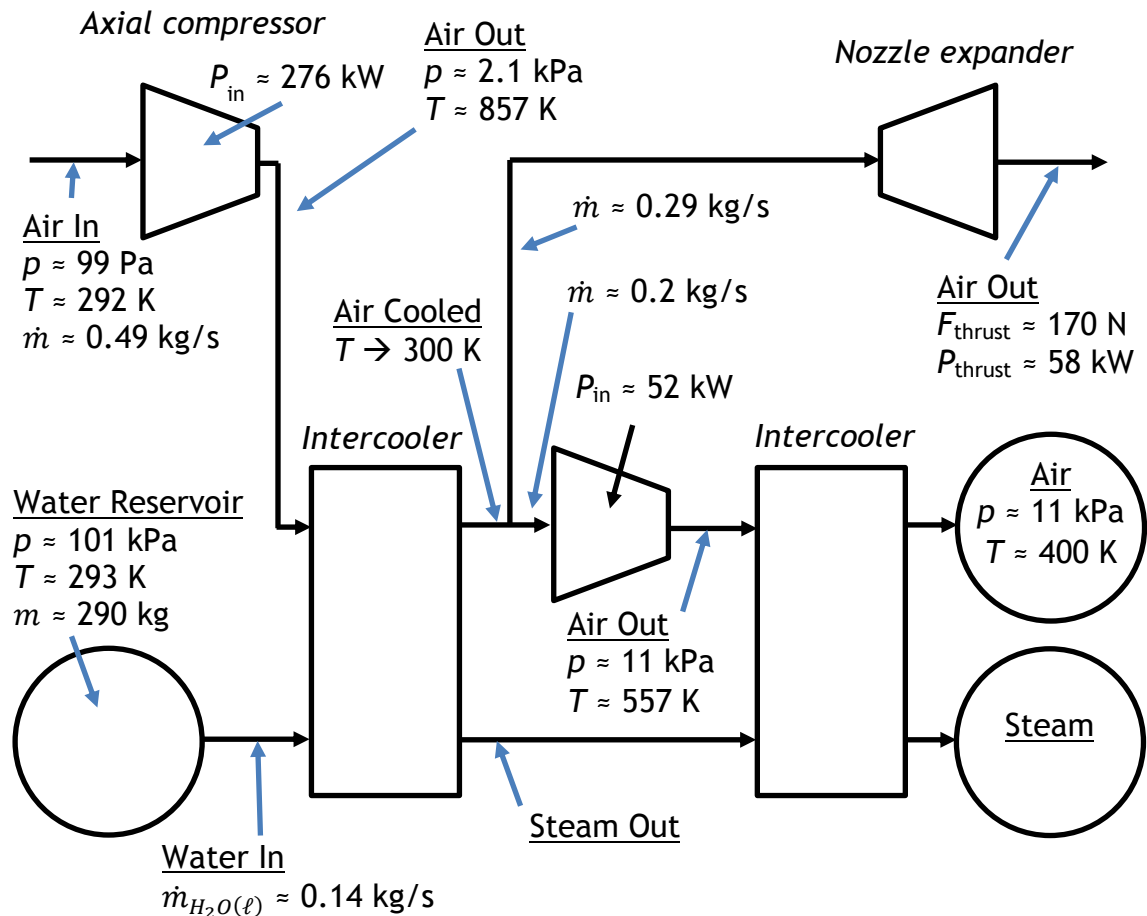 Axial compressor
P_in ≈ 276 kW
Air Out
p ≈ 2.1 kPa
T ≈ 857 K
Nozzle expander
Air In
p ≈ 99 Pa
T ≈ 292 K
ṁ ≈ 0.49 kg/s
ṁ ≈ 0.29 kg/s
ṁ ≈ 0.2 kg/s
Air Cooled
T → 300 K
Air Out
F_thrust ≈ 170 N
P_thrust ≈ 58 kW
P_in ≈ 52 kW
Intercooler
Intercooler
Water Reservoir
p ≈ 101 kPa
T ≈ 293 K
m ≈ 290 kg
Air
p ≈ 11 kPa
T ≈ 400 K
Air Out
p ≈ 11 kPa
T ≈ 557 K
Steam
Steam Out
Water In
ṁ_H₂O(ℓ) ≈ 0.14 kg/s